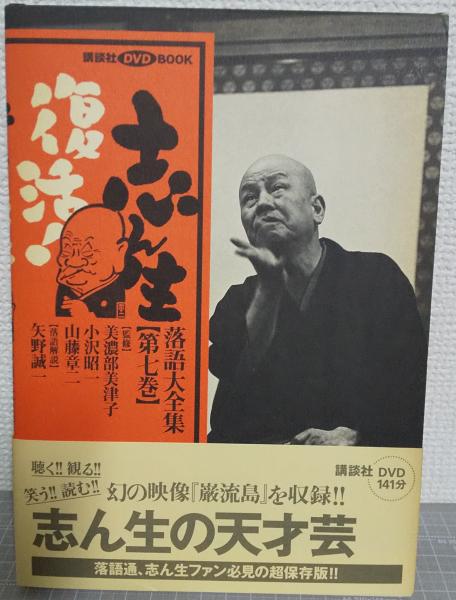 講談社 DVD BOOK
志ん生
復活!
落語大全集
【第七巻】
[監修]
美濃部美津子
小沢昭一
山藤章二
[落語解説]
矢野誠一
聴く!! 観る!!
笑う!! 読む!!
幻の映像『巌流島』を収録!!
講談社 DVD
141分
志ん生の天才芸
落語通、志ん生ファン必見の超保存版!!